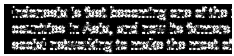 indonesia is fast becoming one of the
countries in Asia, and now its
social networking to make the most of